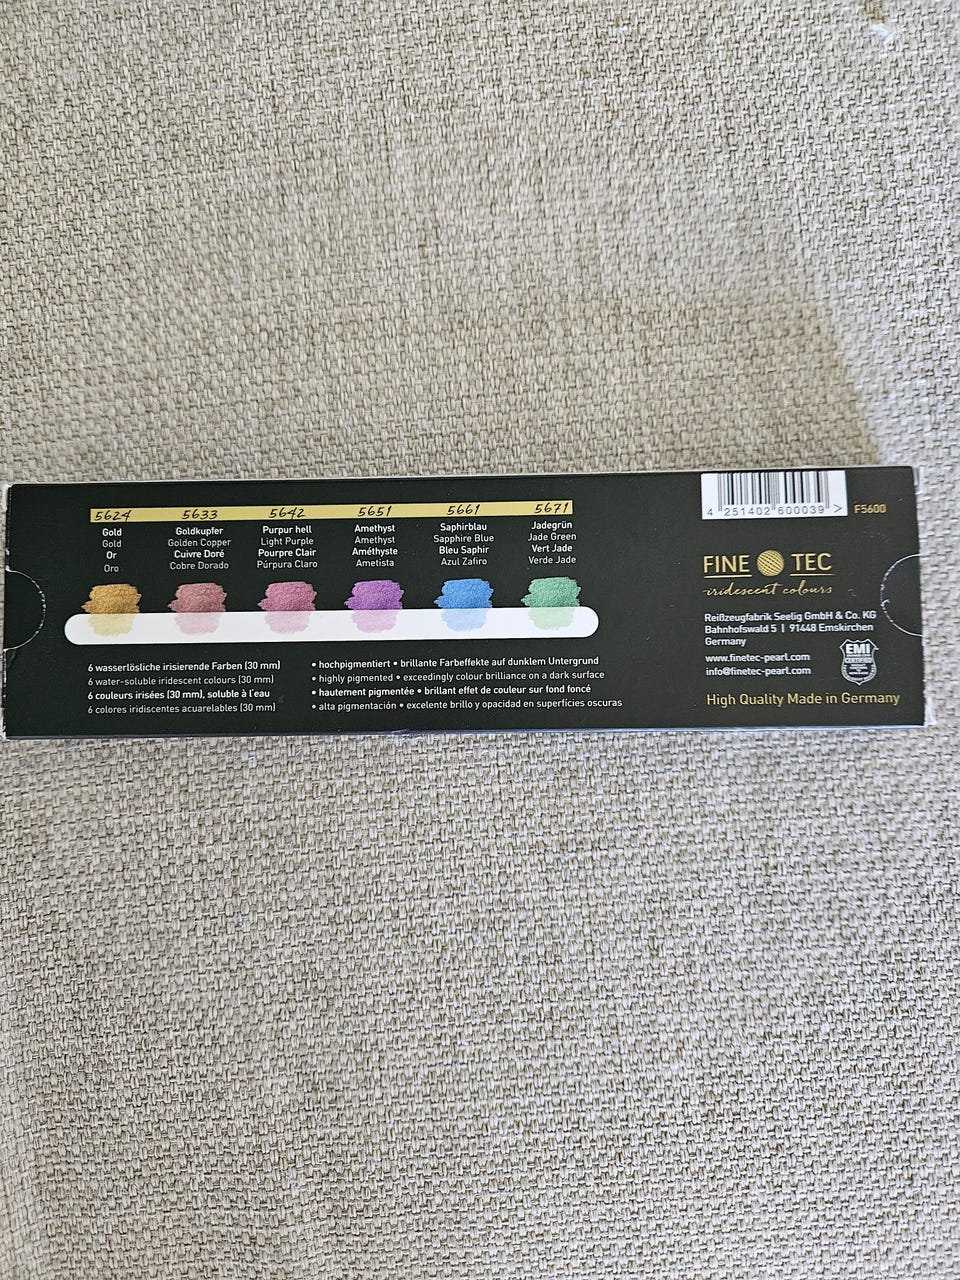 5624
Gold
Gold
Or
Oro
5633
Goldkupfer
Golden Copper
Cuivre Doré
Cobre Dorado
5642
Purpur hell
Light Purple
Pourpre Clair
Púrpura Claro
5651
Amethyst
Amethyst
Améthyste
Ametista
5661
Saphirblau
Sapphire Blue
Bleu Saphir
Azul Zafiro
5671
Jadegrün
Jade Green
Vert Jade
Verde Jade
6 wasserlösliche irisierende Farben (30 mm)
6 water-soluble iridescent colours (30 mm)
6 couleurs irisées (30 mm), soluble à l'eau
6 colores iridiscentes acuarelables (30 mm)
• hochpigmentiert • brillante Farbeffekte auf dunklem Untergrund
• highly pigmented • exceedingly colour brilliance on a dark surface
• hautement pigmentée • brillant effet de couleur sur fond foncé
• alta pigmentación • excelente brillo y opacidad en superfícies oscuras
4 251402 600039 >
F5600
FINE TEC
iridescent colours
Reißzeugfabrik Seelig GmbH & Co. KG
Bahnhofswald 5 | 91448 Emskirchen
Germany
www.finetec-pearl.com
info@finetec-pearl.com
EMI
CERTIFIED
High Quality Made in Germany